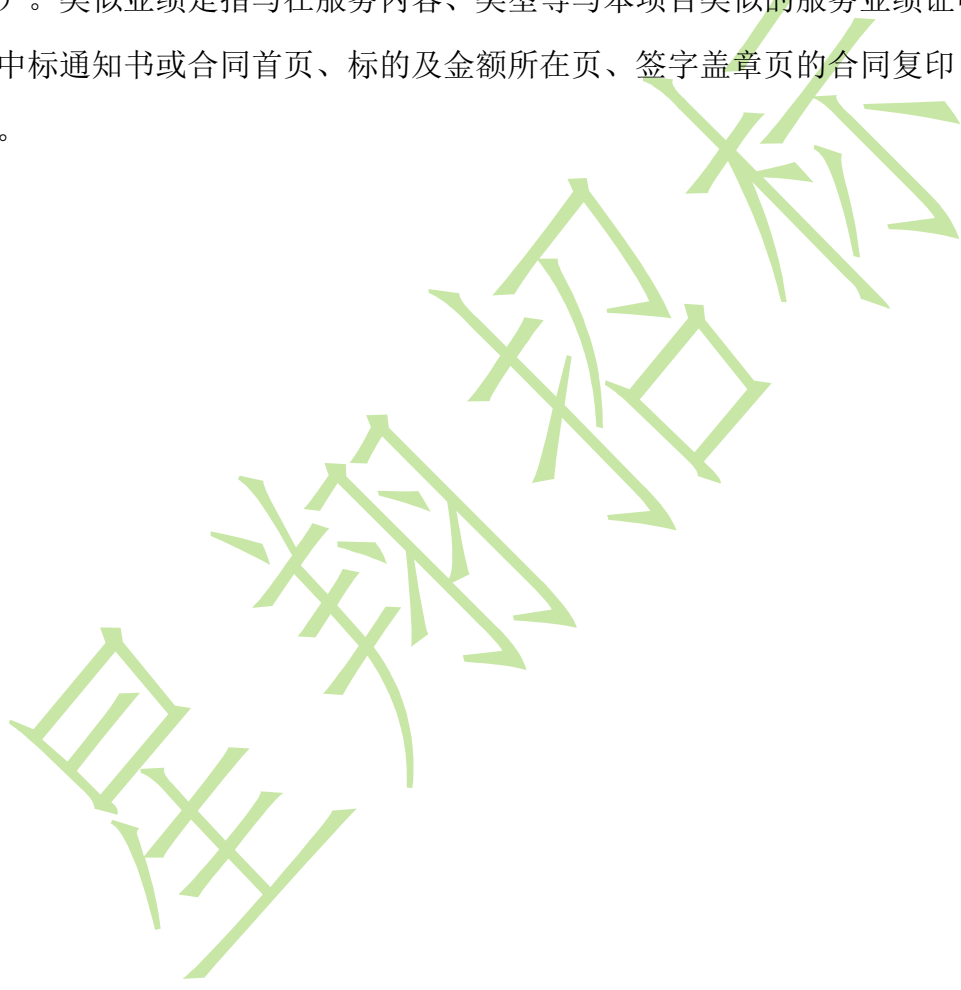 ）。类似业绩是指与在服务内容、类型等与本项目类似的服务业绩证
中标通知书或合同首页、标的及金额所在页、签字盖章页的合同复印
。
星翔招标